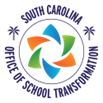 SOUTH CAROLINA
OFFICE OF SCHOOL TRANSFORMATION